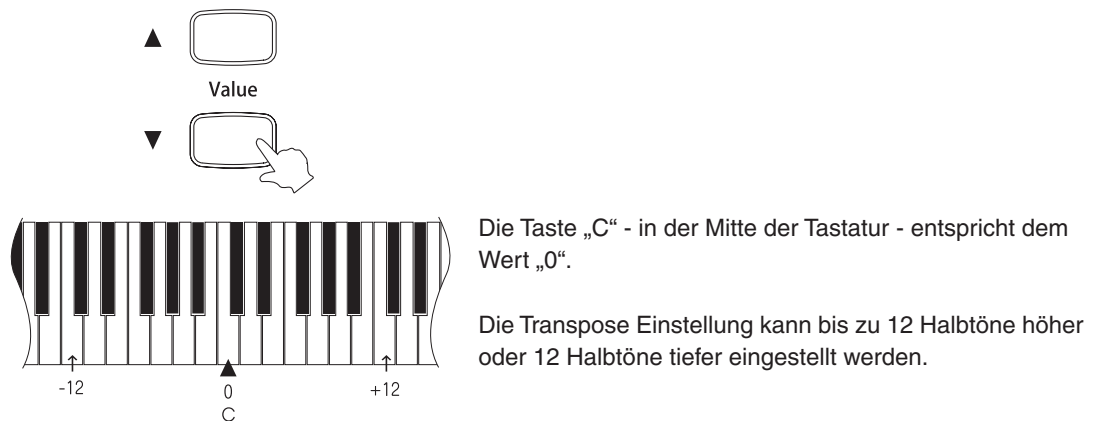 ▲
Value
▼
Die Taste „C“ - in der Mitte der Tastatur - entspricht dem
Wert „0“.
Die Transpose Einstellung kann bis zu 12 Halbtöne höher
oder 12 Halbtöne tiefer eingestellt werden.
-12 0 +12
C